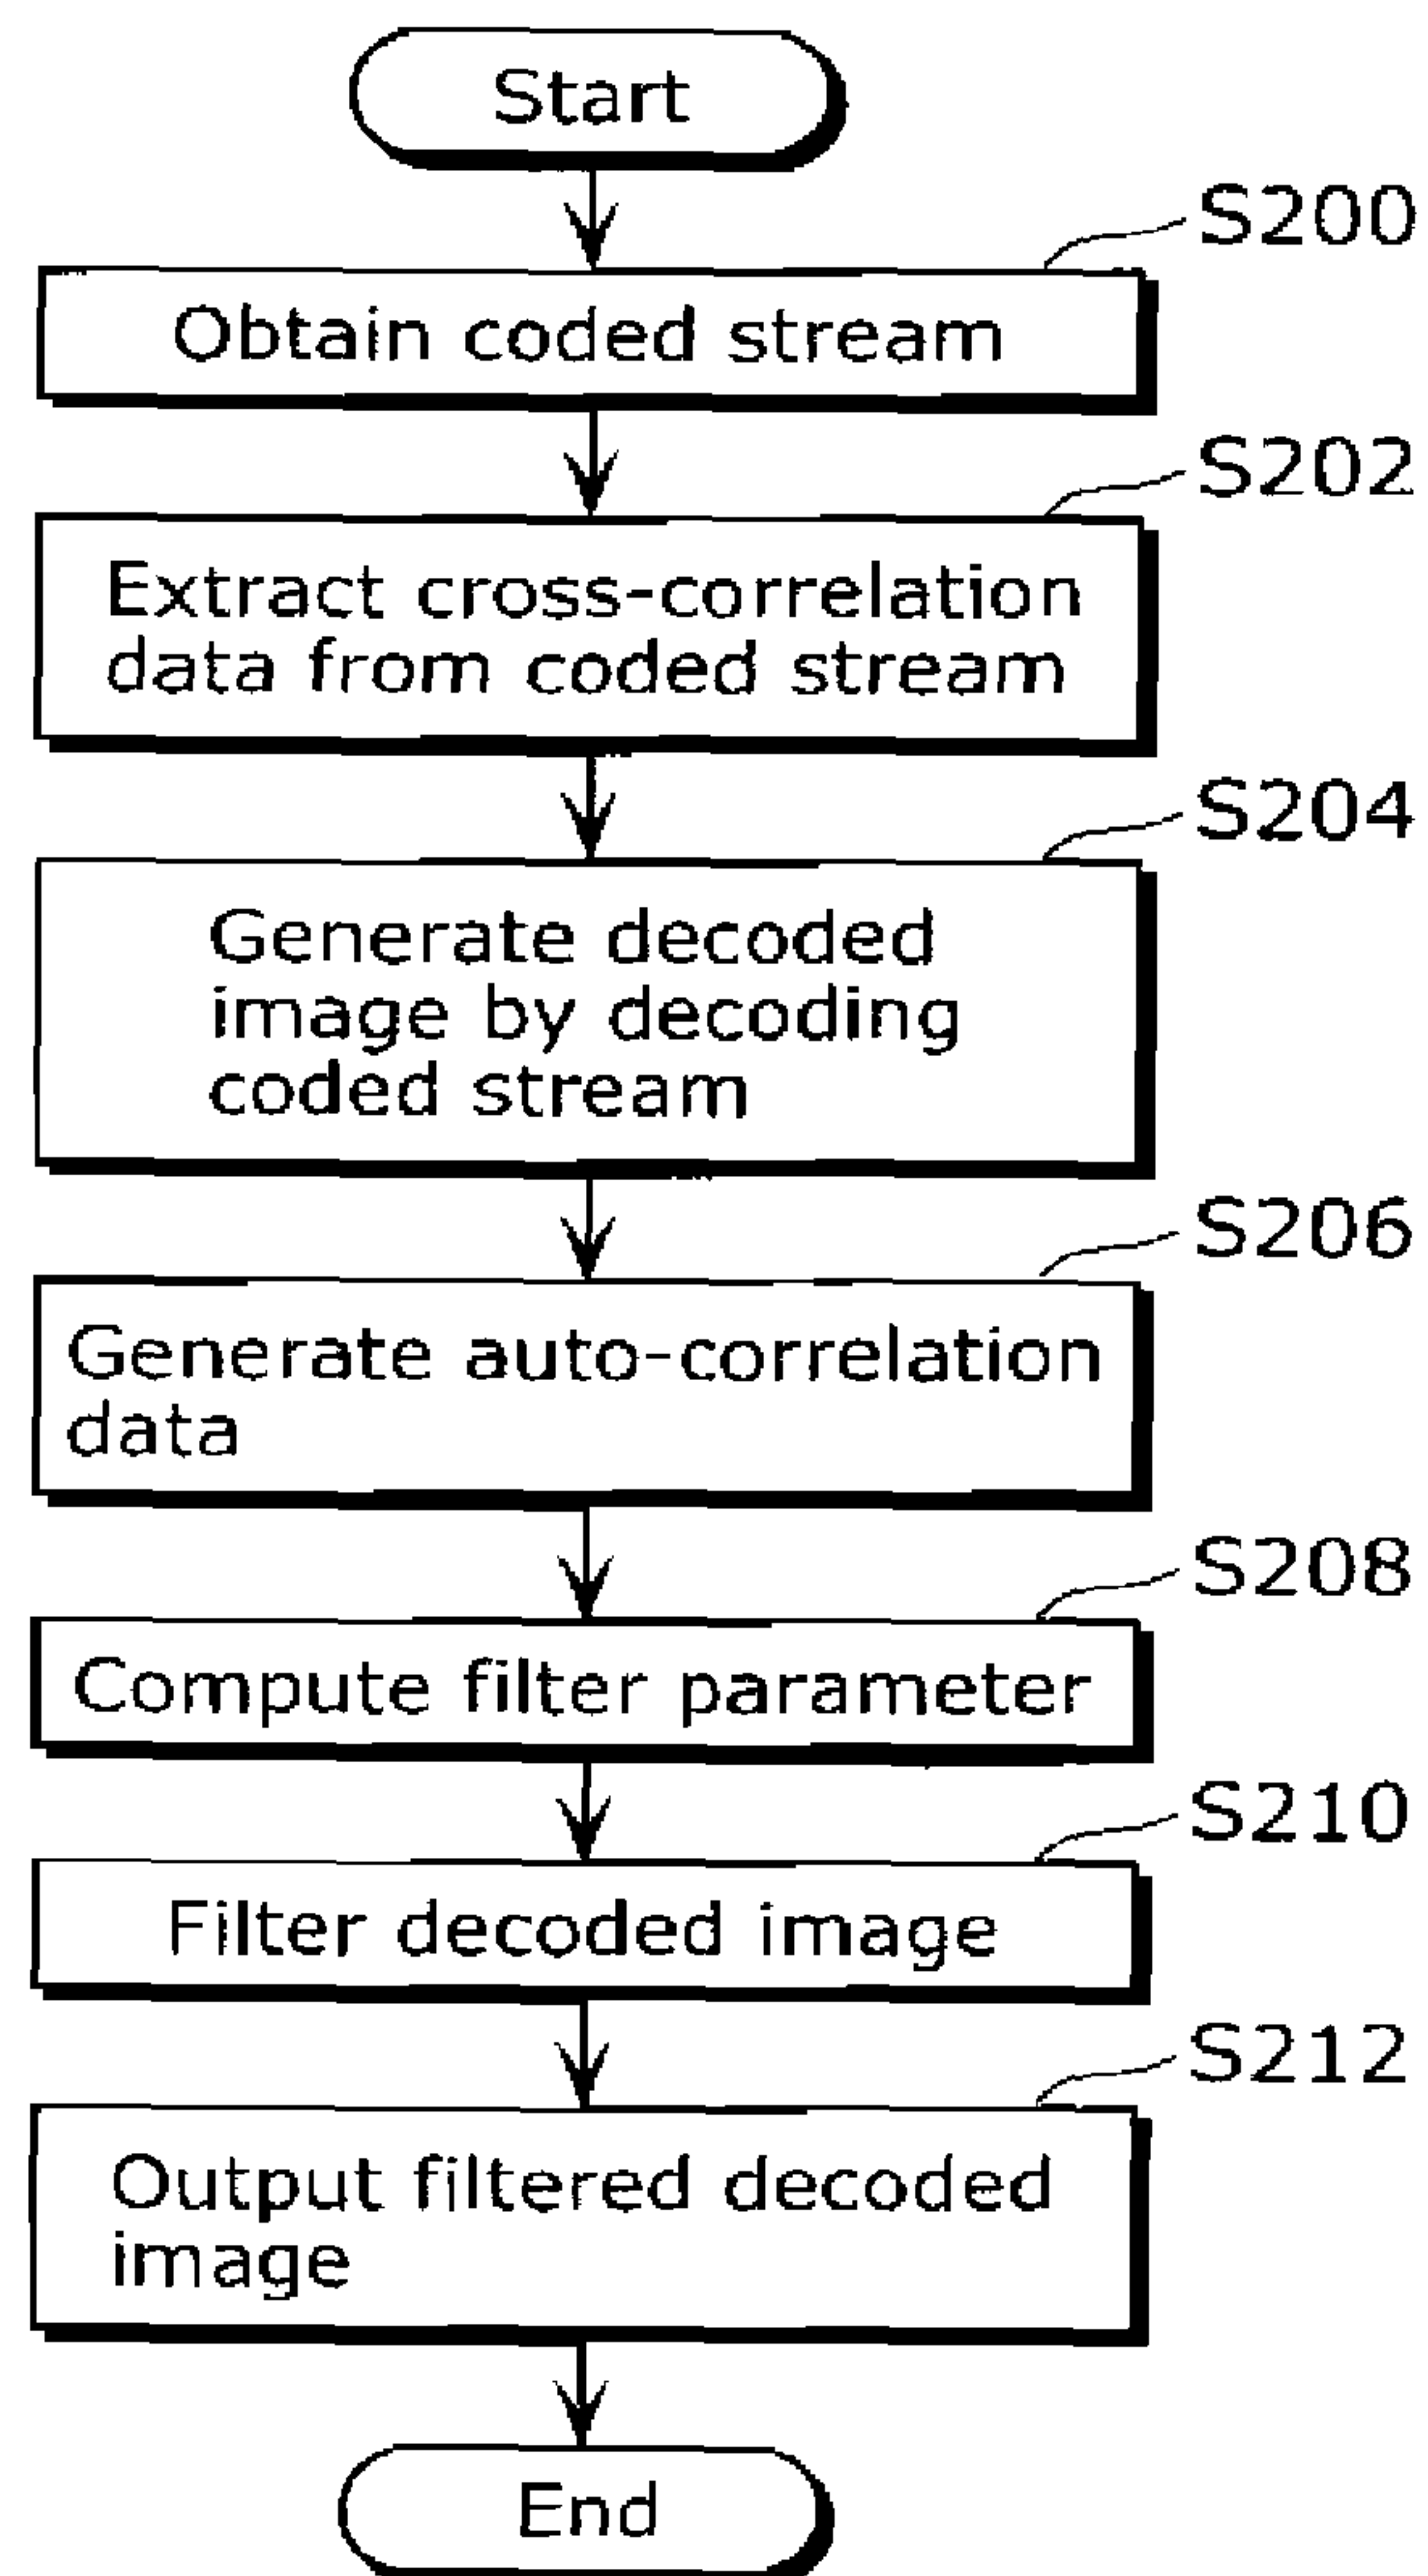 Start
S200
Obtain coded stream
S202
Extract cross-correlation
data from coded stream
S204
Generate decoded
image by decoding
coded stream
S206
Generate auto-correlation
data
S208
Compute filter parameter
S210
Filter decoded image
S212
Output filtered decoded
image
End